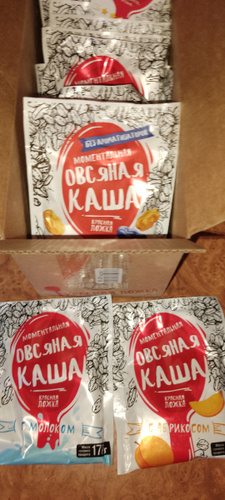 БЕЗ АРОМАТИЗАТОРОВ
МОМЕНТАЛЬНАЯ
ОВСЯНАЯ
КАША
КРАСНАЯ
ЛОЖКА
МОМЕНТАЛЬНАЯ
ОВСЯНАЯ
КАША
КРАСНАЯ
ЛОЖКА
С МОЛОКОМ
МОМЕНТАЛЬНАЯ
ОВСЯНАЯ
КАША
КРАСНАЯ
ЛОЖКА
С АБРИКОСОМ